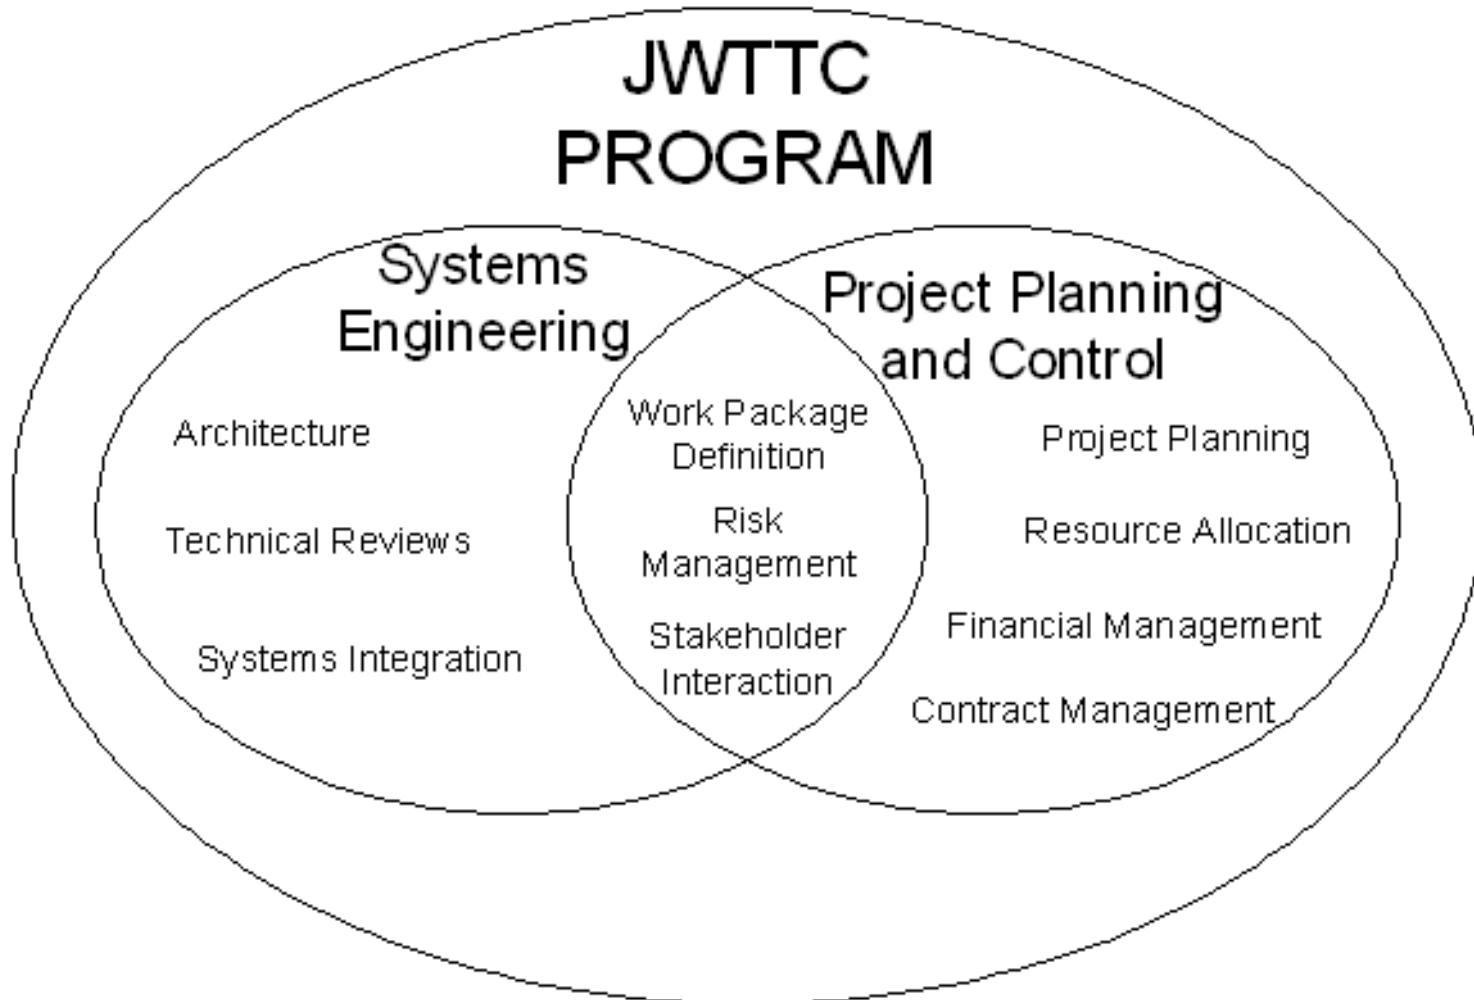 JWTTC
PROGRAM
Systems
Engineering
Architecture
Technical Reviews
Systems Integration
Work Package
Definition
Risk
Management
Stakeholder
Interaction
Project Planning
and Control
Project Planning
Resource Allocation
Financial Management
Contract Management